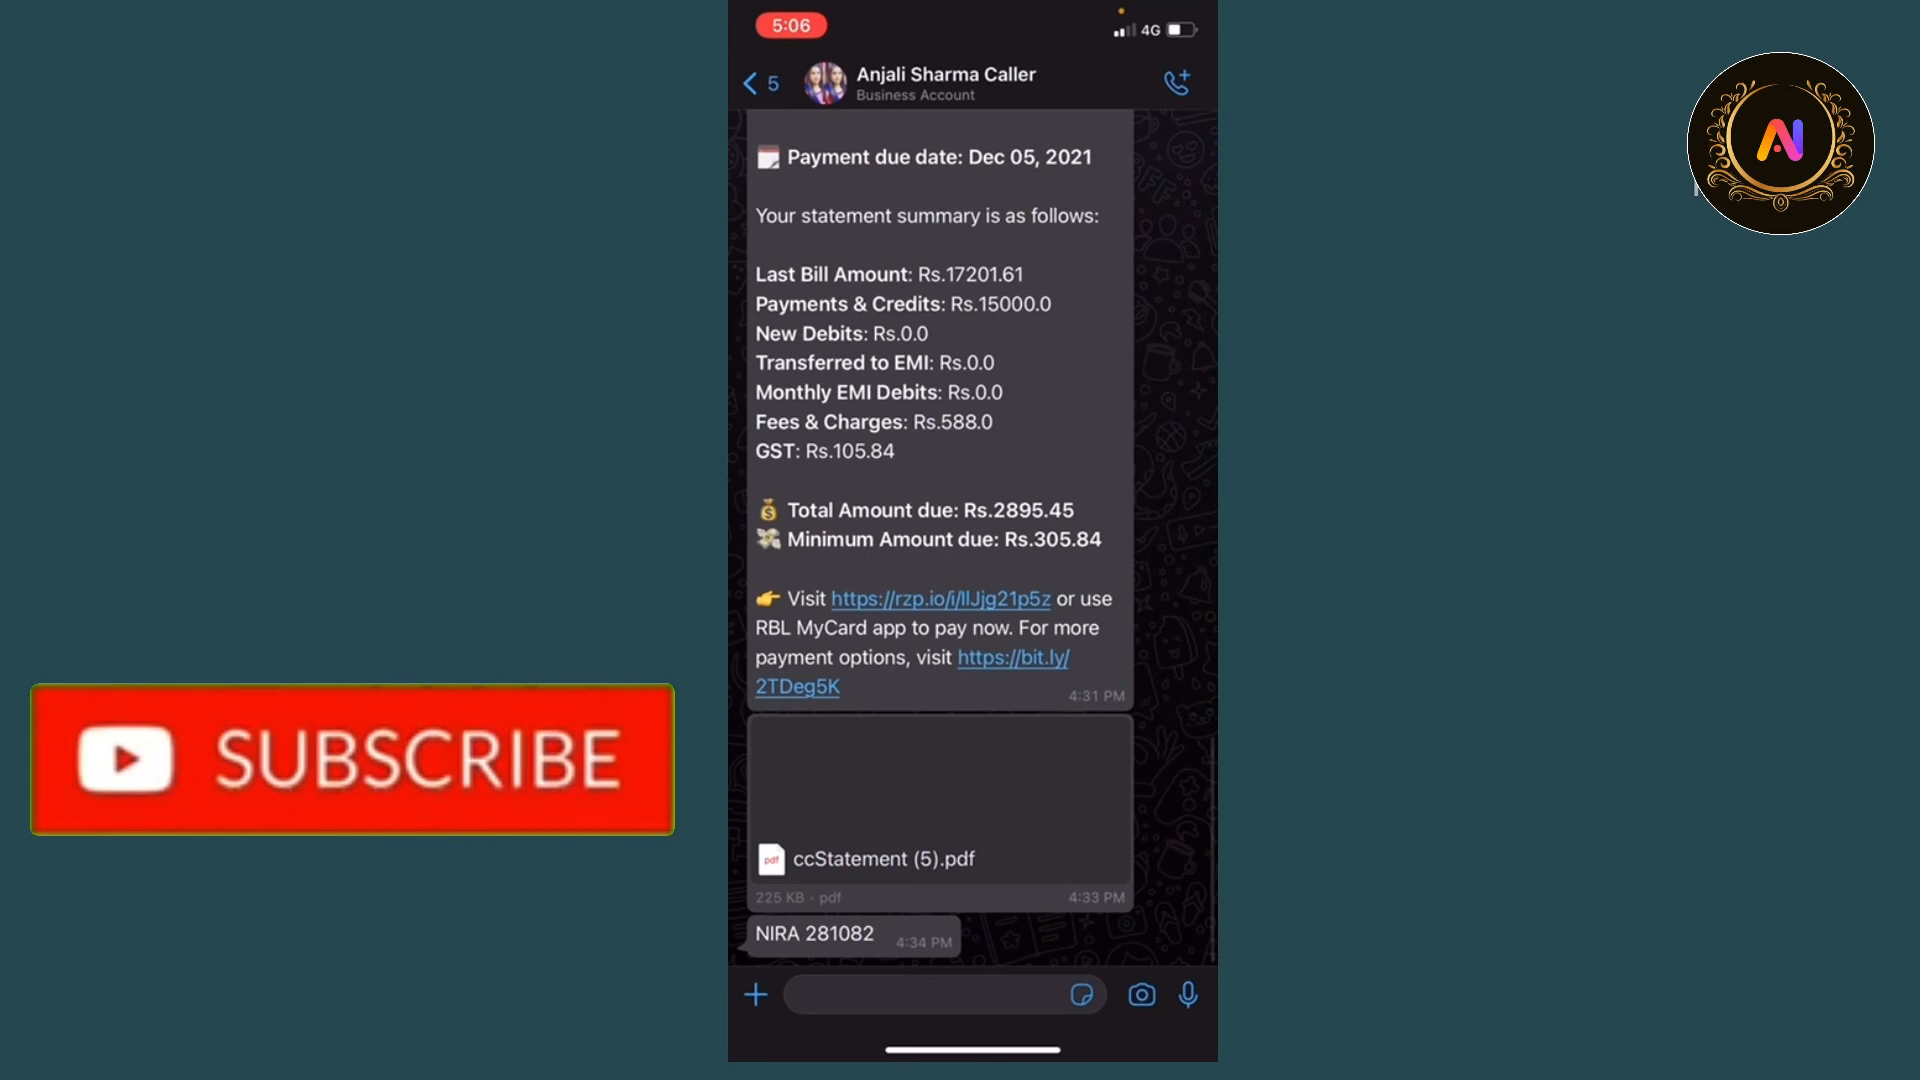 5:06
4G
5
Anjali Sharma Caller
Business Account
Payment due date: Dec 05, 2021
Your statement summary is as follows:
Last Bill Amount: Rs.17201.61
Payments & Credits: Rs.15000.0
New Debits: Rs.0.0
Transferred to EMI: Rs.0.0
Monthly EMI Debits: Rs.0.0
Fees & Charges: Rs.588.0
GST: Rs.105.84
Total Amount due: Rs.2895.45
Minimum Amount due: Rs.305.84
Visit https://rzp.io/i/llJjg21p5z or use
RBL MyCard app to pay now. For more
payment options, visit https://bit.ly/
2TDeg5K
4:31 PM
pdf
ccStatement (5).pdf
225 KB · pdf
4:33 PM
NIRA 281082
4:34 PM
SUBSCRIBE